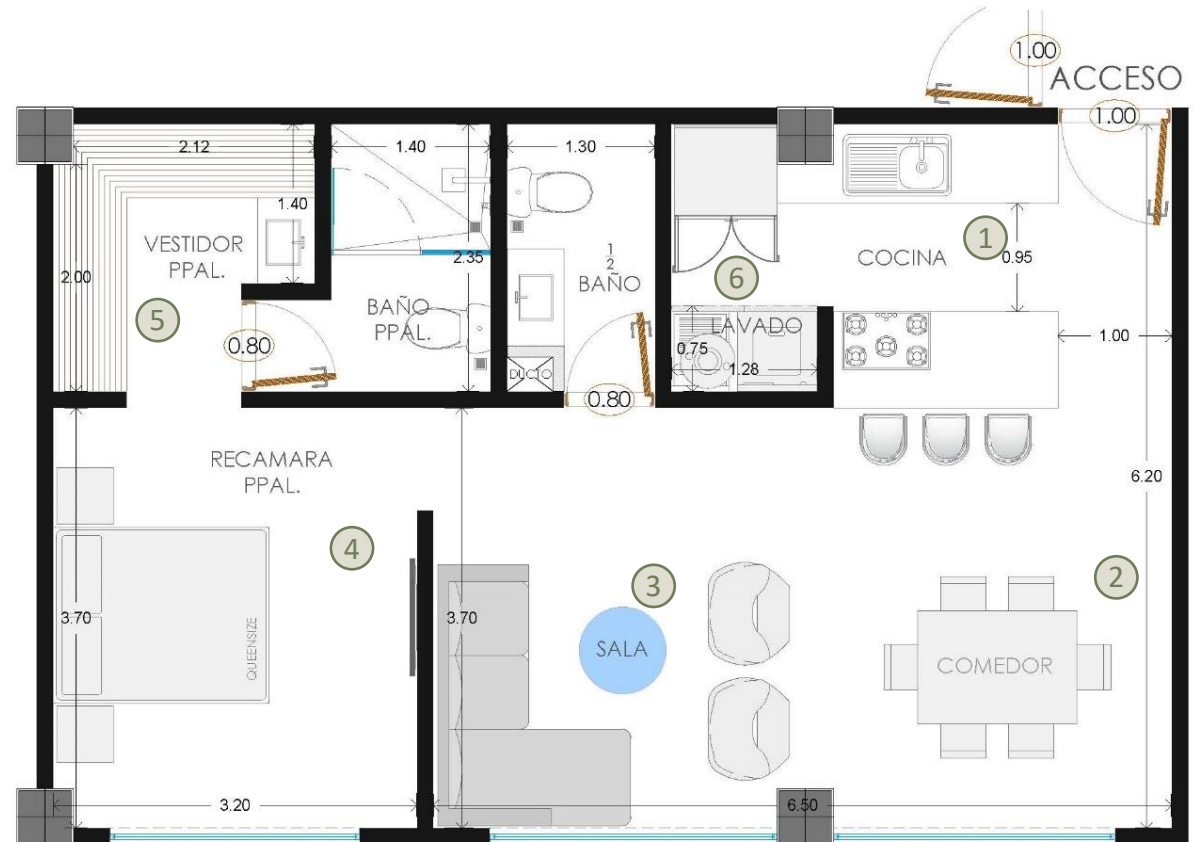 1.00
ACCESO
1.00
2.12
1.40
1.30
1.40
VESTIDOR
PPAL.
2.00
5
0.80
BAÑO
PPAL.
2.35
1
2
BAÑO
DUCTO
0.80
COCINA
1
0.95
6
LAVADO
0.75
1.28
1.00
RECAMARA
PPAL.
4
3.70
QUEENSIZE
3.20
3.70
3
SALA
6.50
6.20
2
COMEDOR